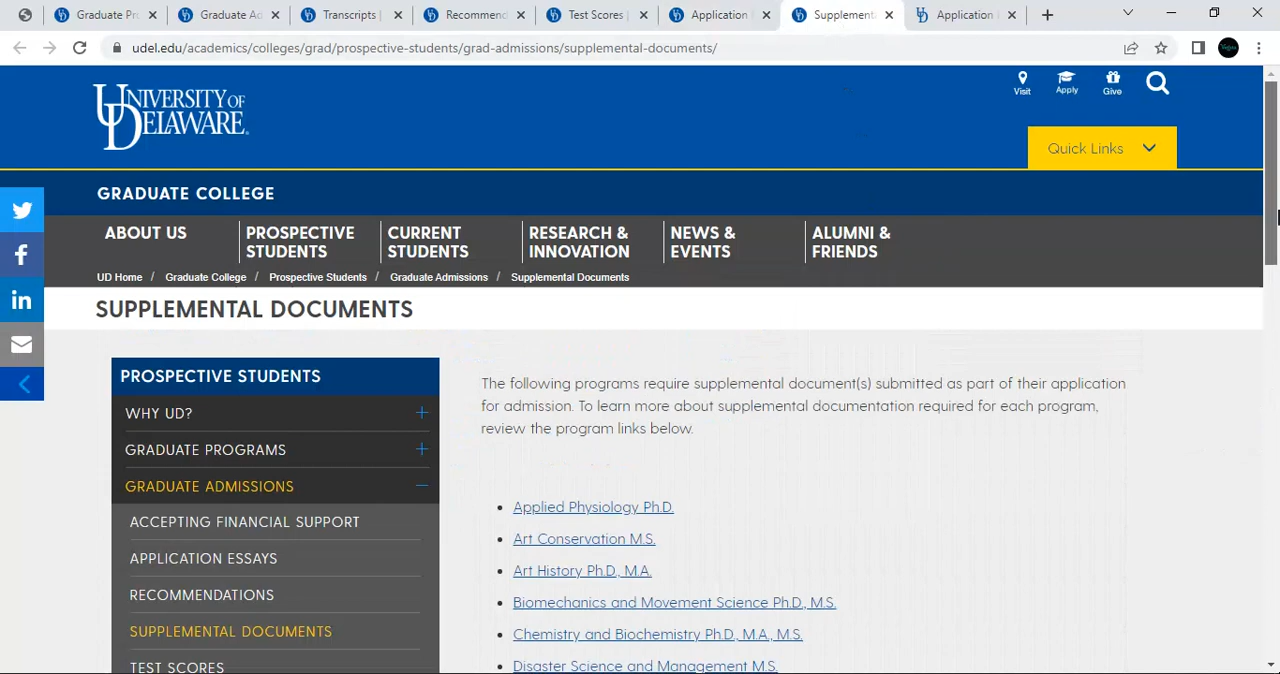 Graduate Pr
Graduate Ad
Transcripts |
Recommend
Test Scores |
Application
Supplement
Application
udel.edu/academics/colleges/grad/prospective-students/grad-admissions/supplemental-documents/
UNIVERSITY OF
DELAWARE.
Visit
Apply
Give
Quick Links
GRADUATE COLLEGE
ABOUT US
PROSPECTIVE
STUDENTS
CURRENT
STUDENTS
RESEARCH &
INNOVATION
NEWS &
EVENTS
ALUMNI &
FRIENDS
UD Home / Graduate College / Prospective Students / Graduate Admissions / Supplemental Documents
SUPPLEMENTAL DOCUMENTS
PROSPECTIVE STUDENTS
WHY UD?
GRADUATE PROGRAMS
GRADUATE ADMISSIONS
ACCEPTING FINANCIAL SUPPORT
APPLICATION ESSAYS
RECOMMENDATIONS
SUPPLEMENTAL DOCUMENTS
TEST SCORES
The following programs require supplemental document(s) submitted as part of their application
for admission. To learn more about supplemental documentation required for each program,
review the program links below.
• Applied Physiology Ph.D.
• Art Conservation M.S.
• Art History Ph.D., M.A.
• Biomechanics and Movement Science Ph.D., M.S.
• Chemistry and Biochemistry Ph.D., M.A., M.S.
• Disaster Science and Management M.S.